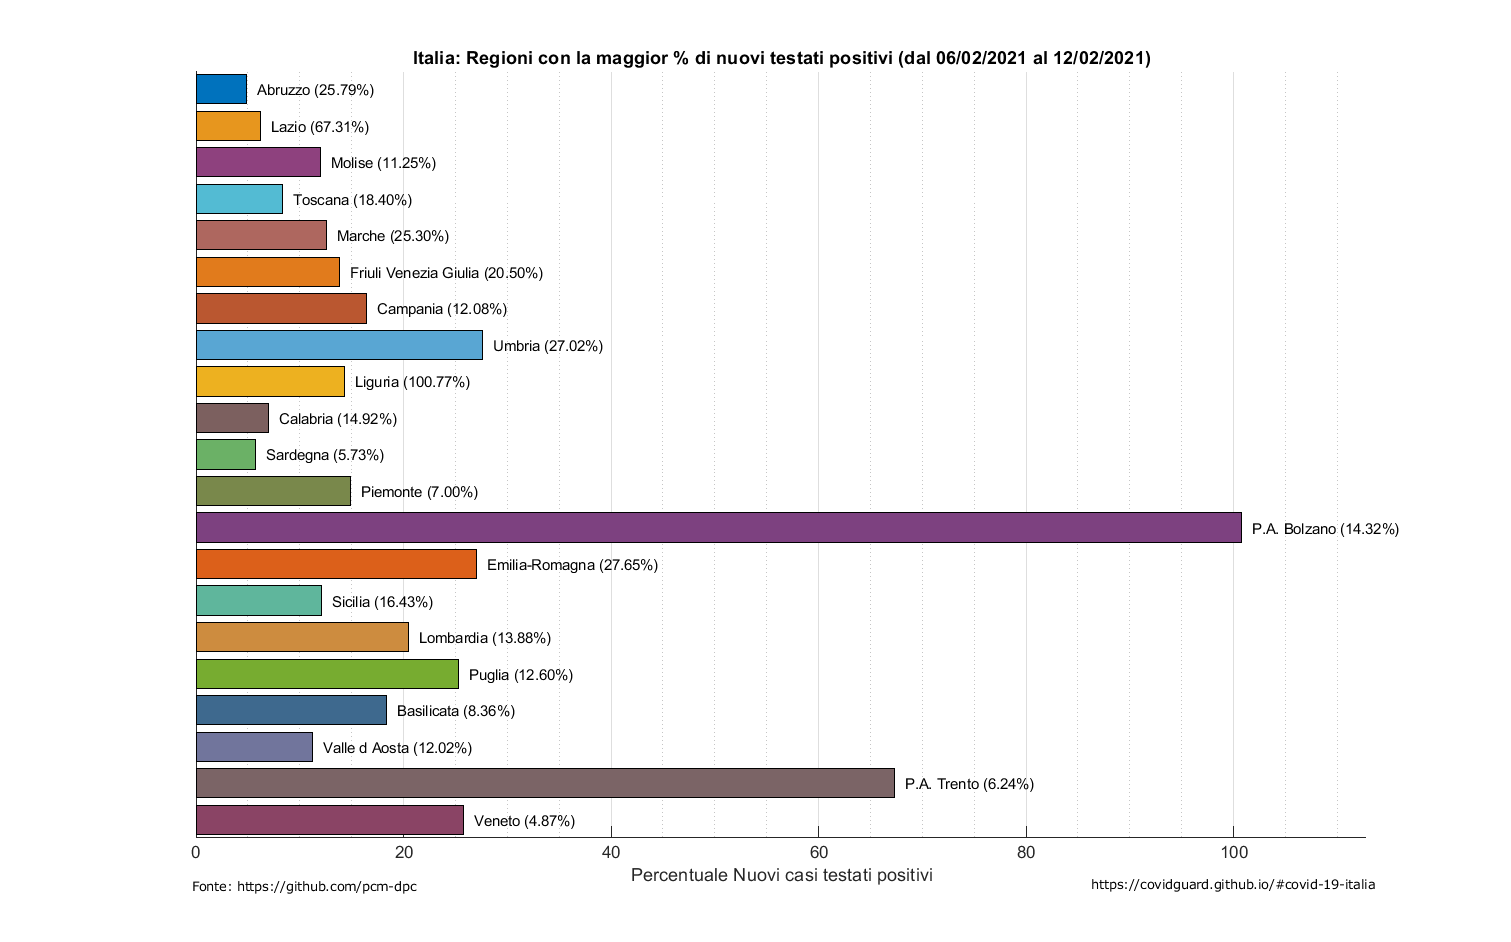 Italia: Regioni con la maggior % di nuovi testati positivi (dal 06/02/2021 al 12/02/2021)
Abruzzo (25.79%)
Lazio (67.31%)
Molise (11.25%)
Toscana (18.40%)
Marche (25.30%)
Friuli Venezia Giulia (20.50%)
Campania (12.08%)
Umbria (27.02%)
Liguria (100.77%)
Calabria (14.92%)
Sardegna (5.73%)
Piemonte (7.00%)
P.A. Bolzano (14.32%)
Emilia-Romagna (27.65%)
Sicilia (16.43%)
Lombardia (13.88%)
Puglia (12.60%)
Basilicata (8.36%)
Valle d Aosta (12.02%)
P.A. Trento (6.24%)
Veneto (4.87%)
0 20 40 60 80 100
Percentuale Nuovi casi testati positivi
Fonte: https://github.com/pcm-dpc
https://covidguard.github.io/#covid-19-italia